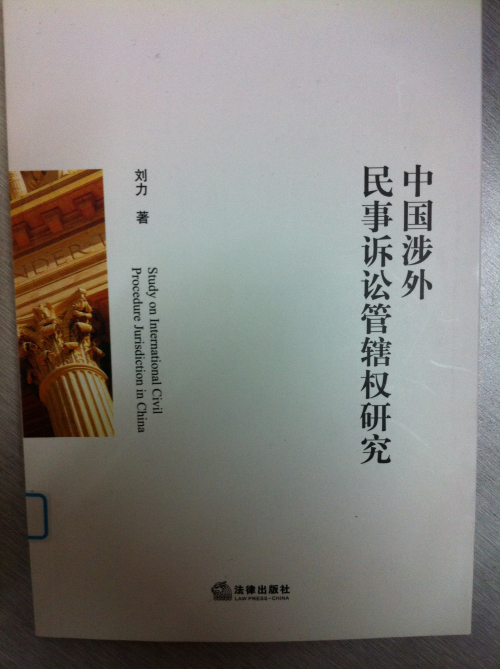 中国涉外
民事诉讼管辖权研究
刘力 著
Study on International Civil
Procedure Jurisdiction in China
法律出版社
LAW PRESS·CHINA